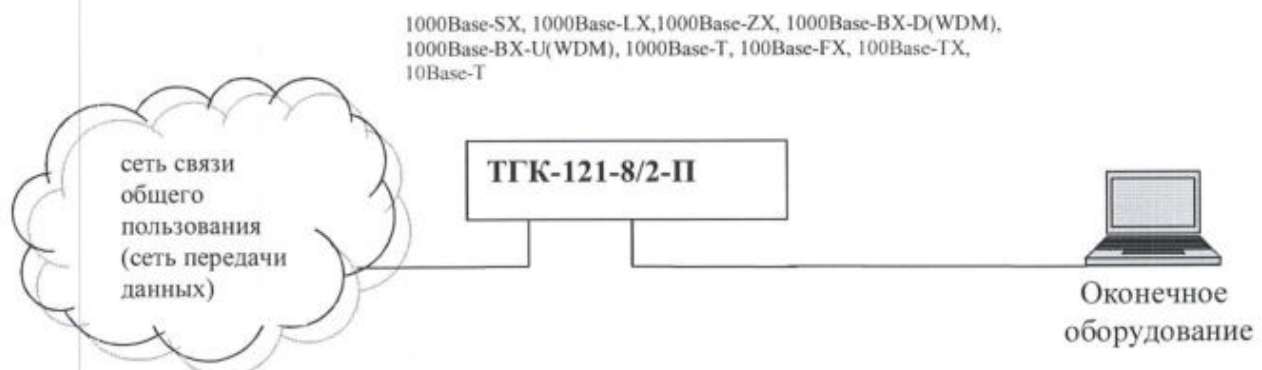 1000Base-SX, 1000Base-LX,1000Base-ZX, 1000Base-BX-D(WDM),
1000Base-BX-U(WDM), 1000Base-T, 100Base-FX, 100Base-TX,
10Base-T
сеть связи
общего
пользования
(сеть передачи
данных)
ТГК-121-8/2-П
Оконечное
оборудование